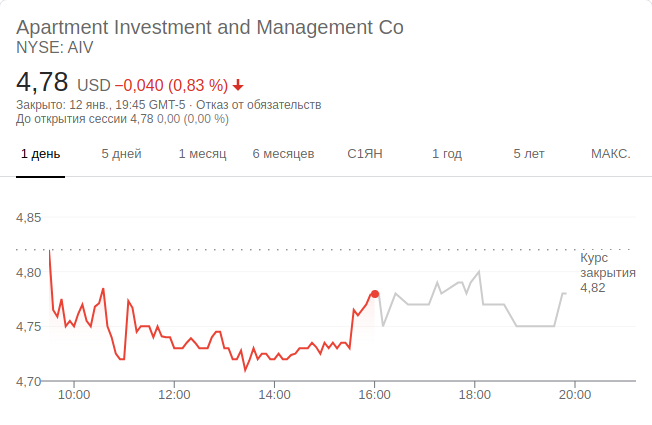 Apartment Investment and Management Co
NYSE: AIV
4,78 USD −0,040 (0,83 %)
Закрыто: 12 янв., 19:45 GMT-5 · Отказ от обязательств
До открытия сессии 4,78 0,00 (0,00 %)
1 день 5 дней 1 месяц 6 месяцев С1ЯН 1 год 5 лет МАКС.
4,85
Курс
закрытия
4,82
4,80
4,75
4,70
10:00 12:00 14:00 16:00 18:00 20:00